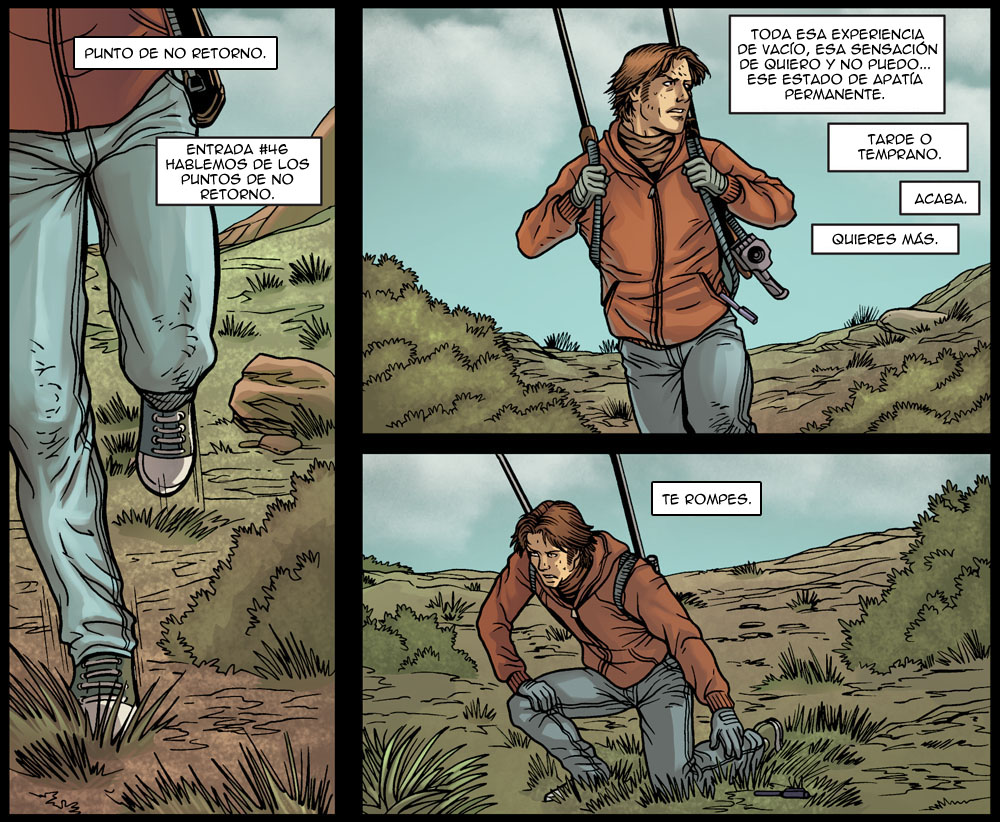 PUNTO DE NO RETORNO.
ENTRADA #46
HABLEMOS DE LOS
PUNTOS DE NO
RETORNO.
TODA ESA EXPERIENCIA
DE VACÍO, ESA SENSACIÓN
DE QUIERO Y NO PUEDO...
ESE ESTADO DE APATÍA
PERMANENTE.
TARDE O
TEMPRANO.
ACABA.
QUIERES MÁS.
TE ROMPES.